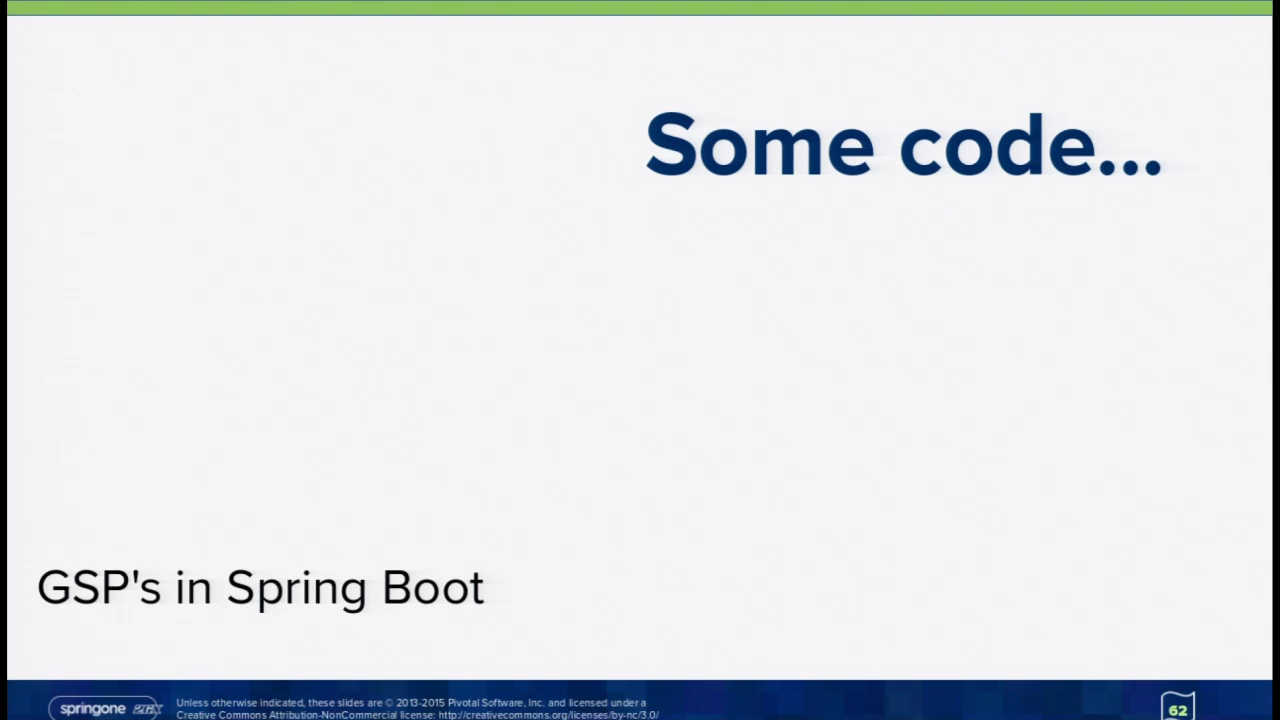 Some code...
GSP's in Spring Boot
springone 2GX
Unless otherwise indicated, these slides are © 2013-2015 Pivotal Software, Inc. and licensed under a
Creative Commons Attribution-NonCommercial license: http://creativecommons.org/licenses/by-nc/3.0/
62